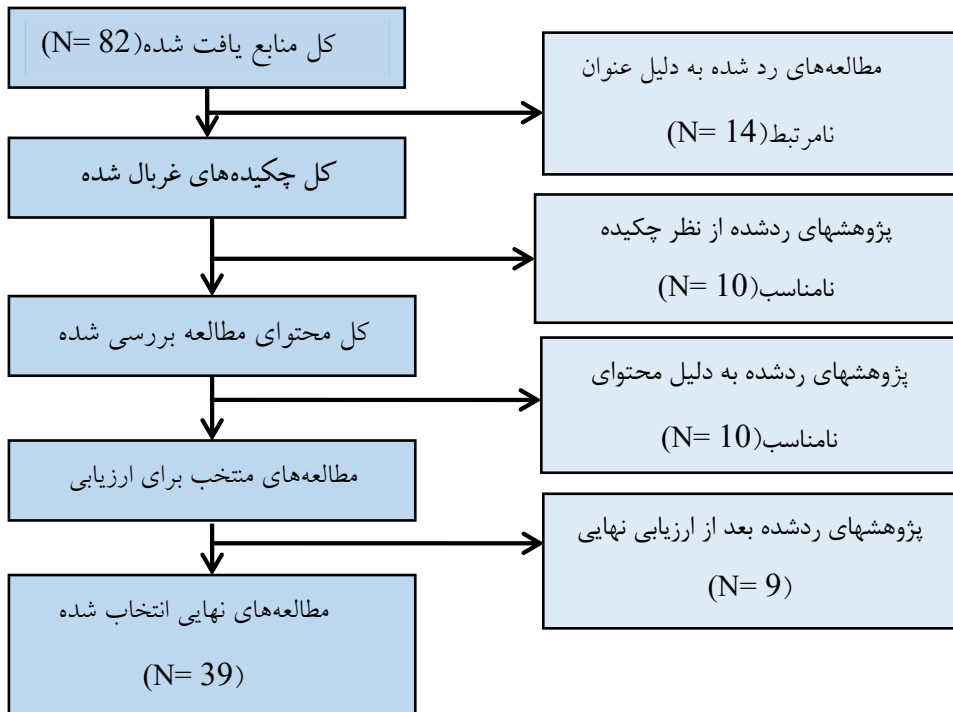 کل منابع یافت شده(N= 82)
مطالعه‌های رد شده به دلیل عنوان
نامرتبط(N= 14)
کل چکیده‌های غربال شده
پژوهشهای ردشده از نظر چکیده
نامناسب(N= 10)
کل محتوای مطالعه بررسی شده
پژوهشهای ردشده به دلیل محتوای
نامناسب(N= 10)
مطالعه‌های منتخب برای ارزیابی
پژوهشهای ردشده بعد از ارزیابی نهایی
(N= 9)
مطالعه‌های نهایی انتخاب شده
(N= 39)